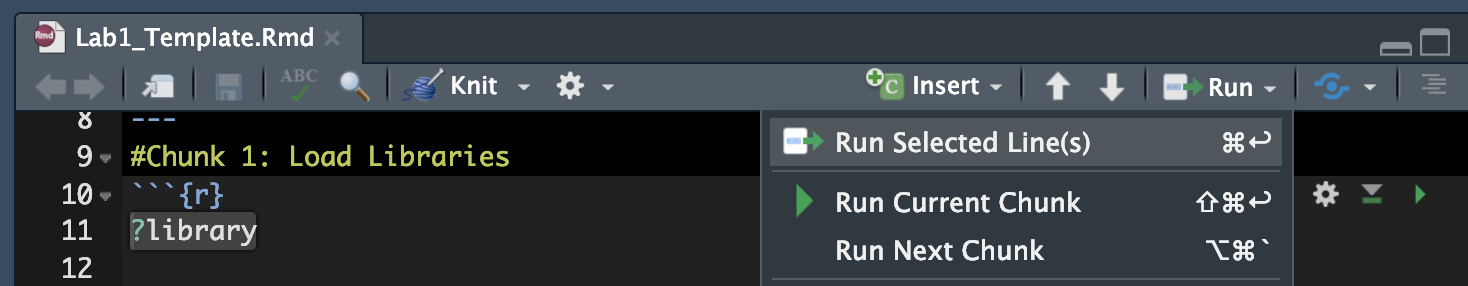 Rmd Lab1_Template.Rmd
ABC Knit C Insert Run
8 ---
9 #Chunk 1: Load Libraries
10 ```{r}
11 ?library
12
Run Selected Line(s) ⌘↩
Run Current Chunk ⇧⌘↩
Run Next Chunk ⌥⌘`